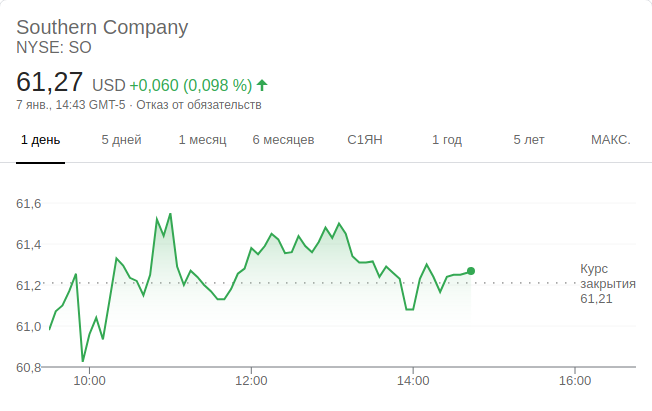 Southern Company
NYSE: SO
61,27 USD +0,060 (0,098 %)
7 янв., 14:43 GMT-5 · Отказ от обязательств
1 день 5 дней 1 месяц 6 месяцев С1ЯН 1 год 5 лет МАКС.
61,6
61,4
61,2
61,0
60,8
Курс
закрытия
61,21
10:00 12:00 14:00 16:00